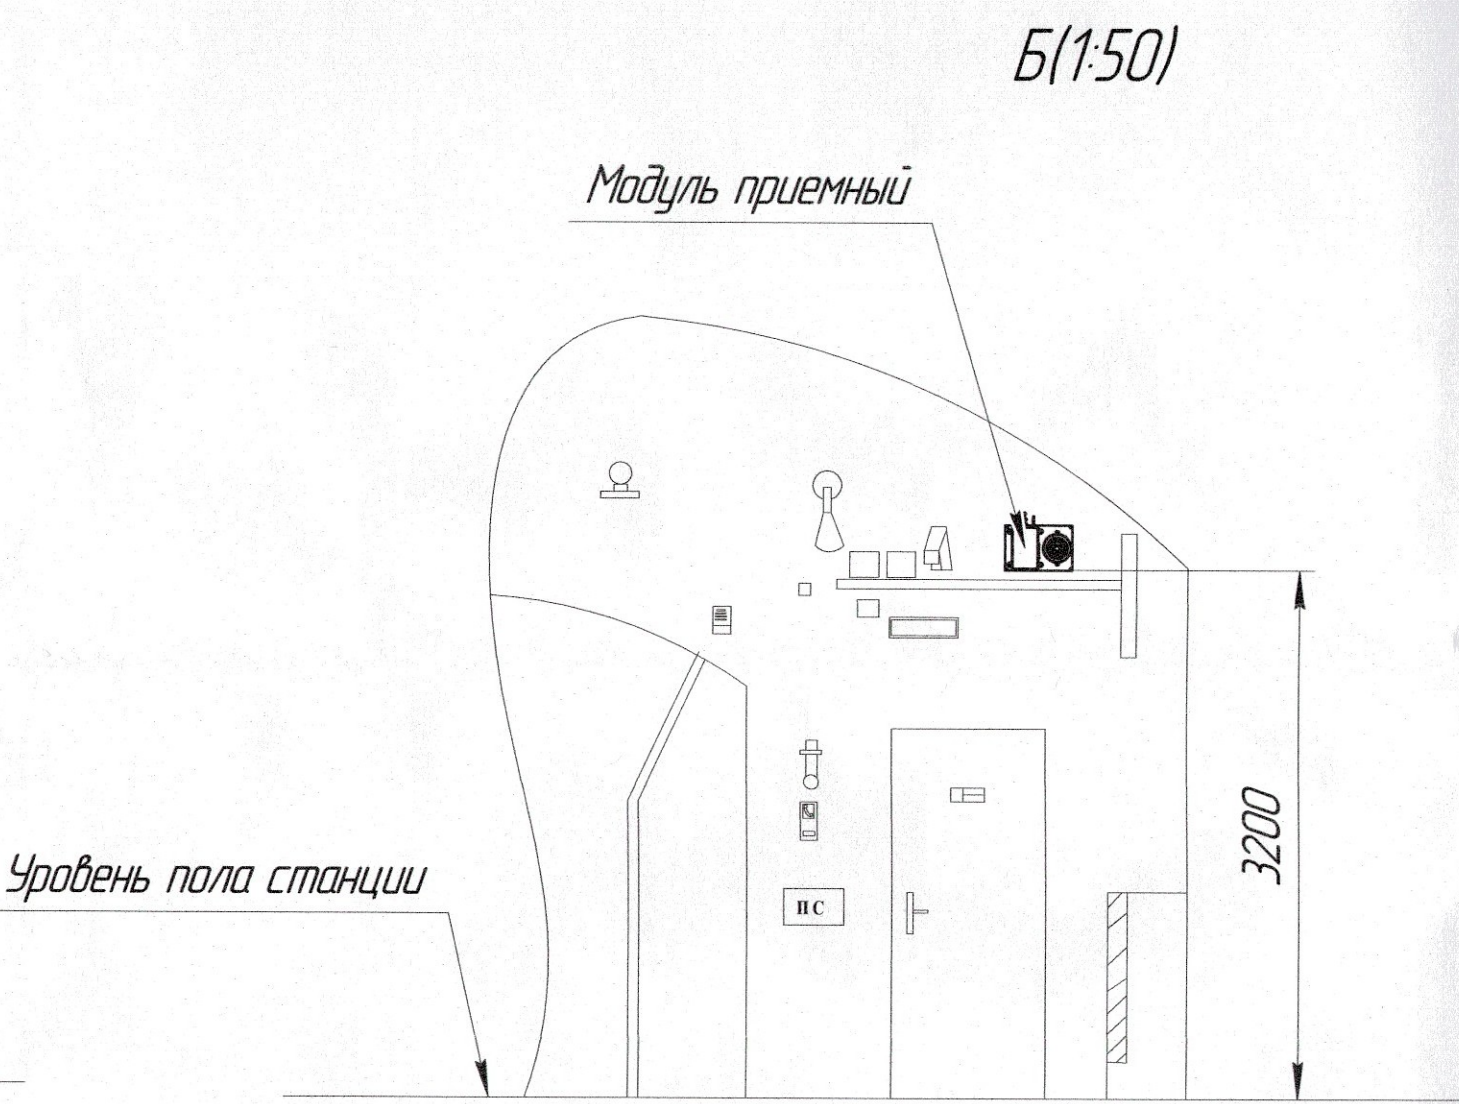 Б(1:50)
Модуль приемный
3200
Уровень пола станции
ПС